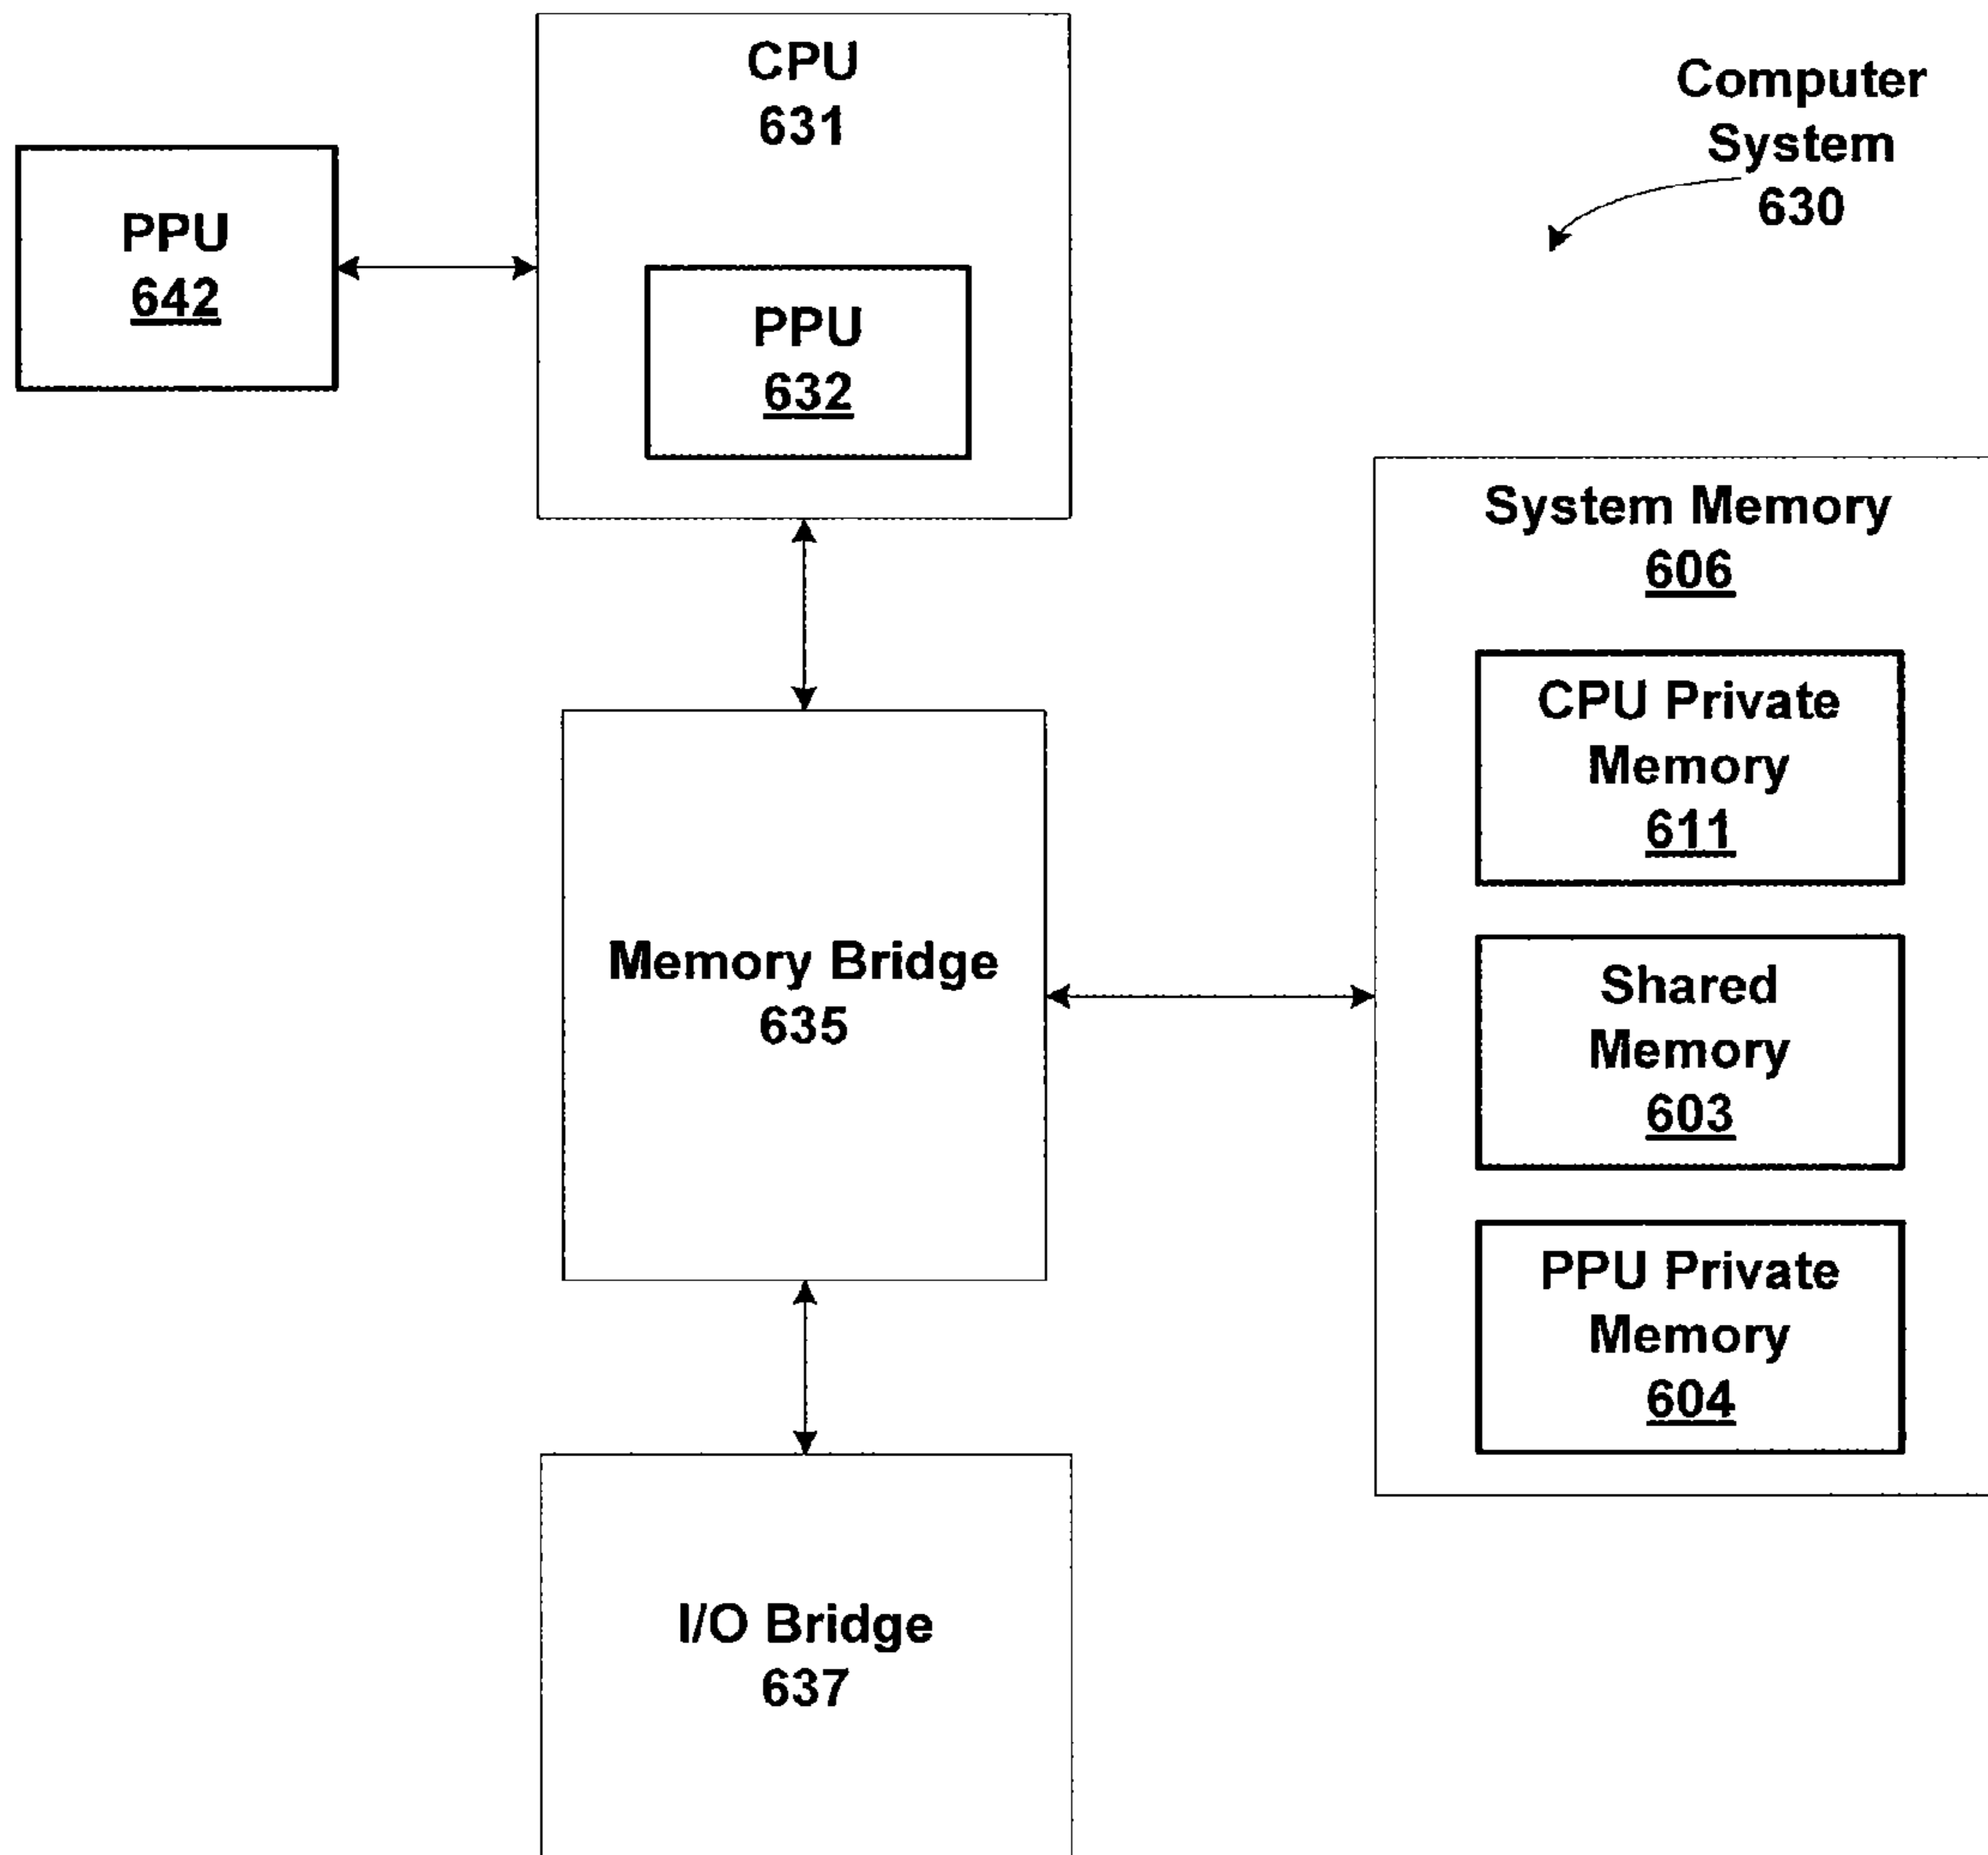 CPU
631
Computer
System
630
PPU
642
PPU
632
System Memory
606
CPU Private
Memory
611
Memory Bridge
635
Shared
Memory
603
PPU Private
Memory
604
I/O Bridge
637